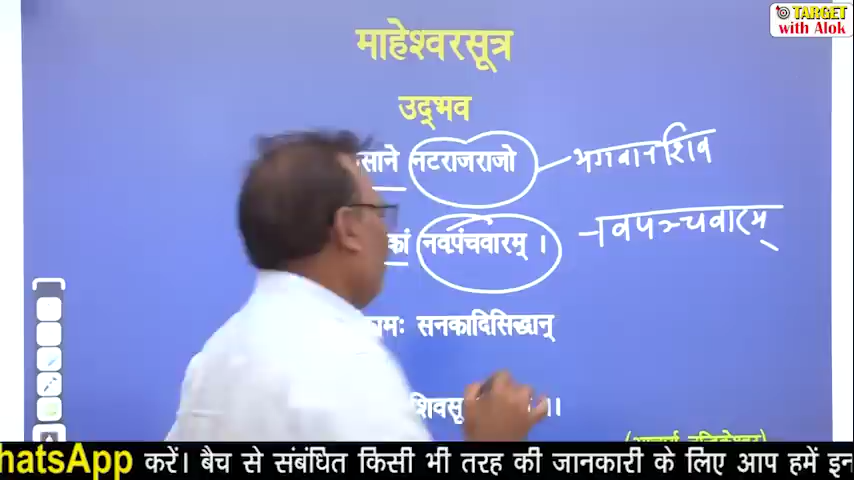 TARGET
with Alok
माहेश्वरसूत्र
उद्भव
साने नटराजराजो
भगवान शिव
कां नवपंचवारम् ।
नवपञ्चवारम्
मः सनकादिसिद्धान्
शिवसू ।।
hatsApp करें। बैच से संबंधित किसी भी तरह की जानकारी के लिए आप हमें इन